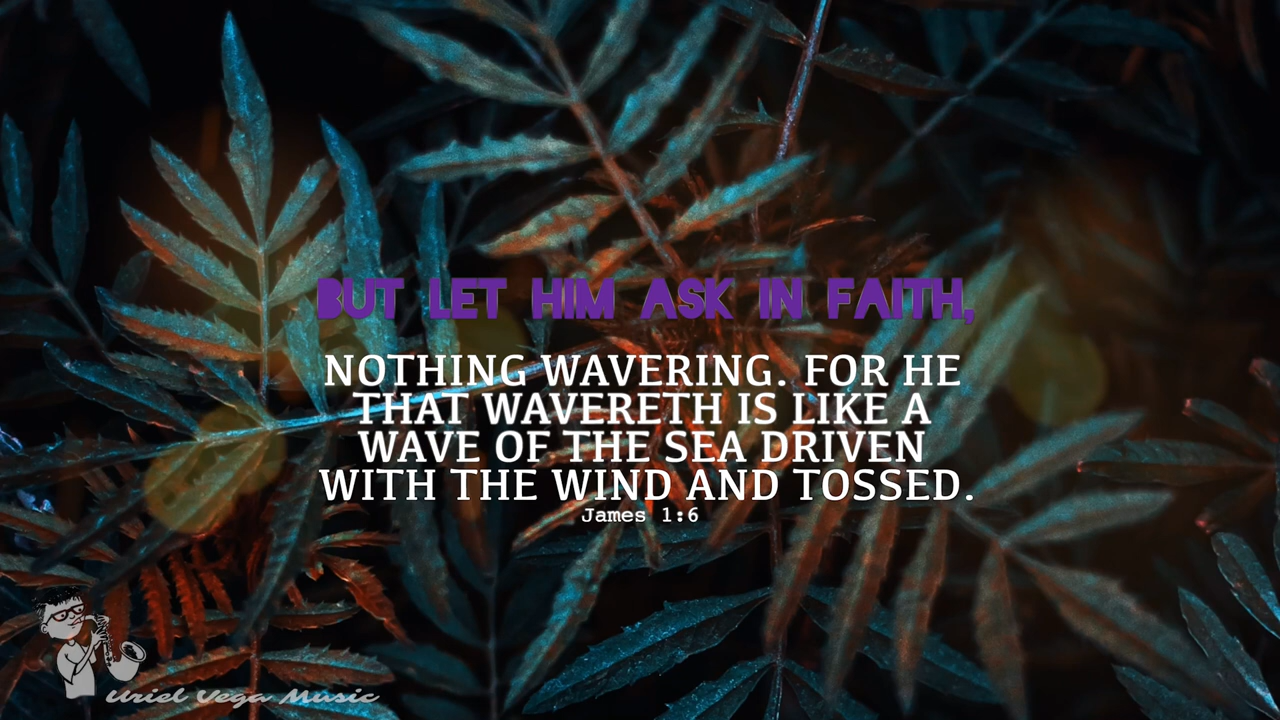 BUT LET HIM ASK IN FAITH,
NOTHING WAVERING. FOR HE
THAT WAVERETH IS LIKE A
WAVE OF THE SEA DRIVEN
WITH THE WIND AND TOSSED.
James 1:6
Uriel Vega Music